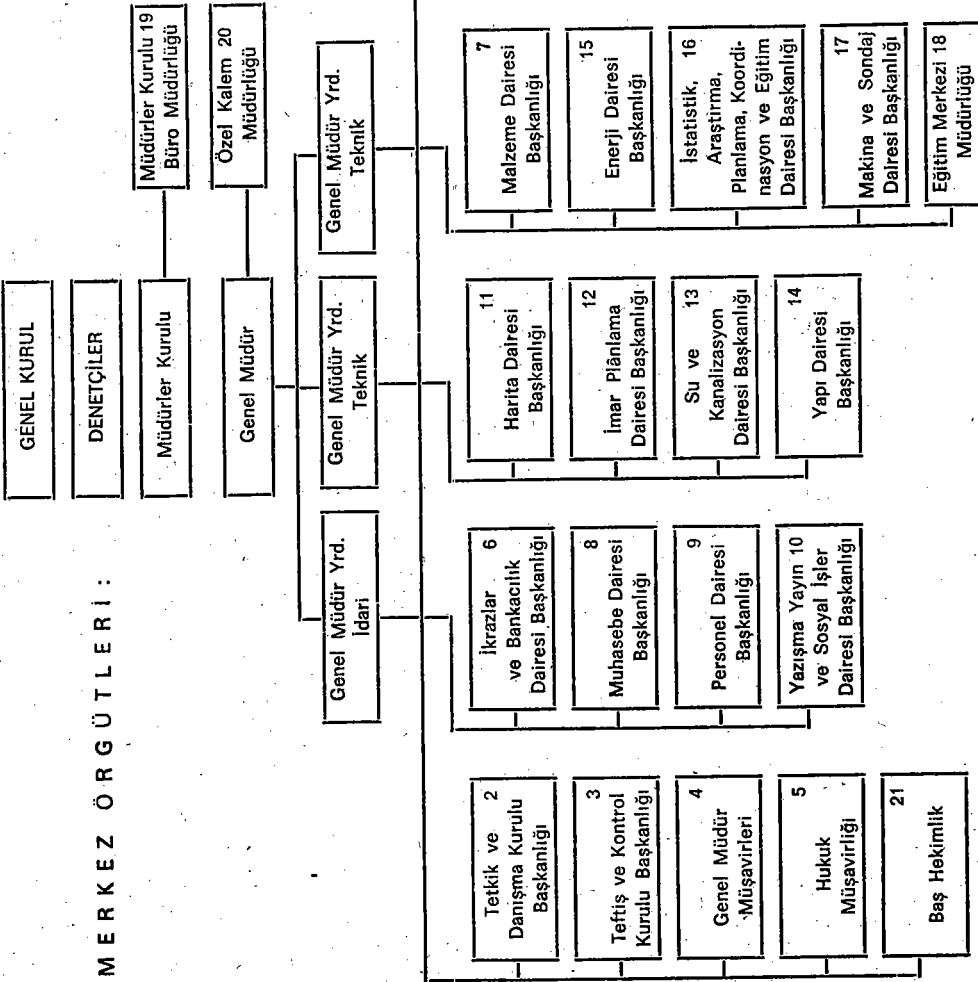 MERKEZ ÖRGÜTLERİ :
GENEL KURUL
DENETÇİLER
Müdürler Kurulu
Müdürler Kurulu 19
Büro Müdürlüğü
Genel Müdür
Özel Kalem 20
Müdürlüğü
Genel Müdür Yrd.
İdari
Genel Müdür Yrd.
Teknik
Genel Müdür Yrd.
Teknik
Tetkik ve 2
Danışma Kurulu
Başkanlığı
3
Teftiş ve Kontrol
Kurulu Başkanlığı
4
Genel Müdür
Müşavirleri
5
Hukuk
Müşavirliği
21
Baş Hekimlik
İkrazlar 6
ve Bankacılık
Dairesi Başkanlığı
8
Muhasebe Dairesi
Başkanlığı
9
Personel Dairesi
Başkanlığı
Yazışma Yayın 10
ve Sosyal İşler
Dairesi Başkanlığı
11
Harita Dairesi
Başkanlığı
12
İmar Plânlama
Dairesi Başkanlığı
Su ve 13
Kanalizasyon
Dairesi Başkanlığı
14
Yapı Dairesi
Başkanlığı
7
Malzeme Dairesi
Başkanlığı
15
Enerji Dairesi
Başkanlığı
İstatistik, 16
Araştırma,
Planlama, Koordi-
nasyon ve Eğitim
Dairesi Başkanlığı
17
Makina ve Sondaj
Dairesi Başkanlığı
Eğitim Merkezi 18
Müdürlüğü